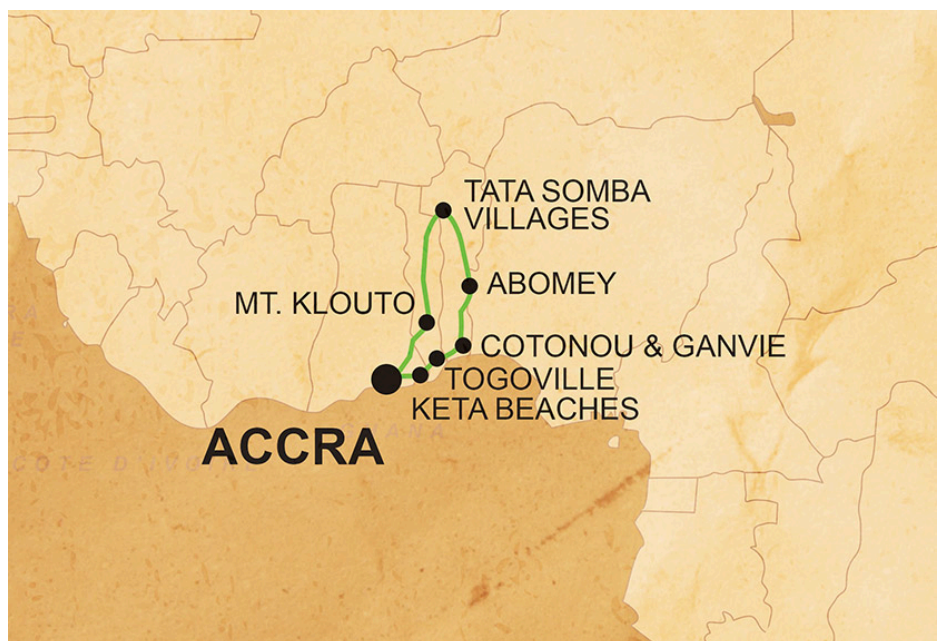 TATA SOMBA
VILLAGES
ABOMEY
MT. KLOUTO
COTONOU & GANVIE
TOGOVILLE
KETA BEACHES
ACCRA